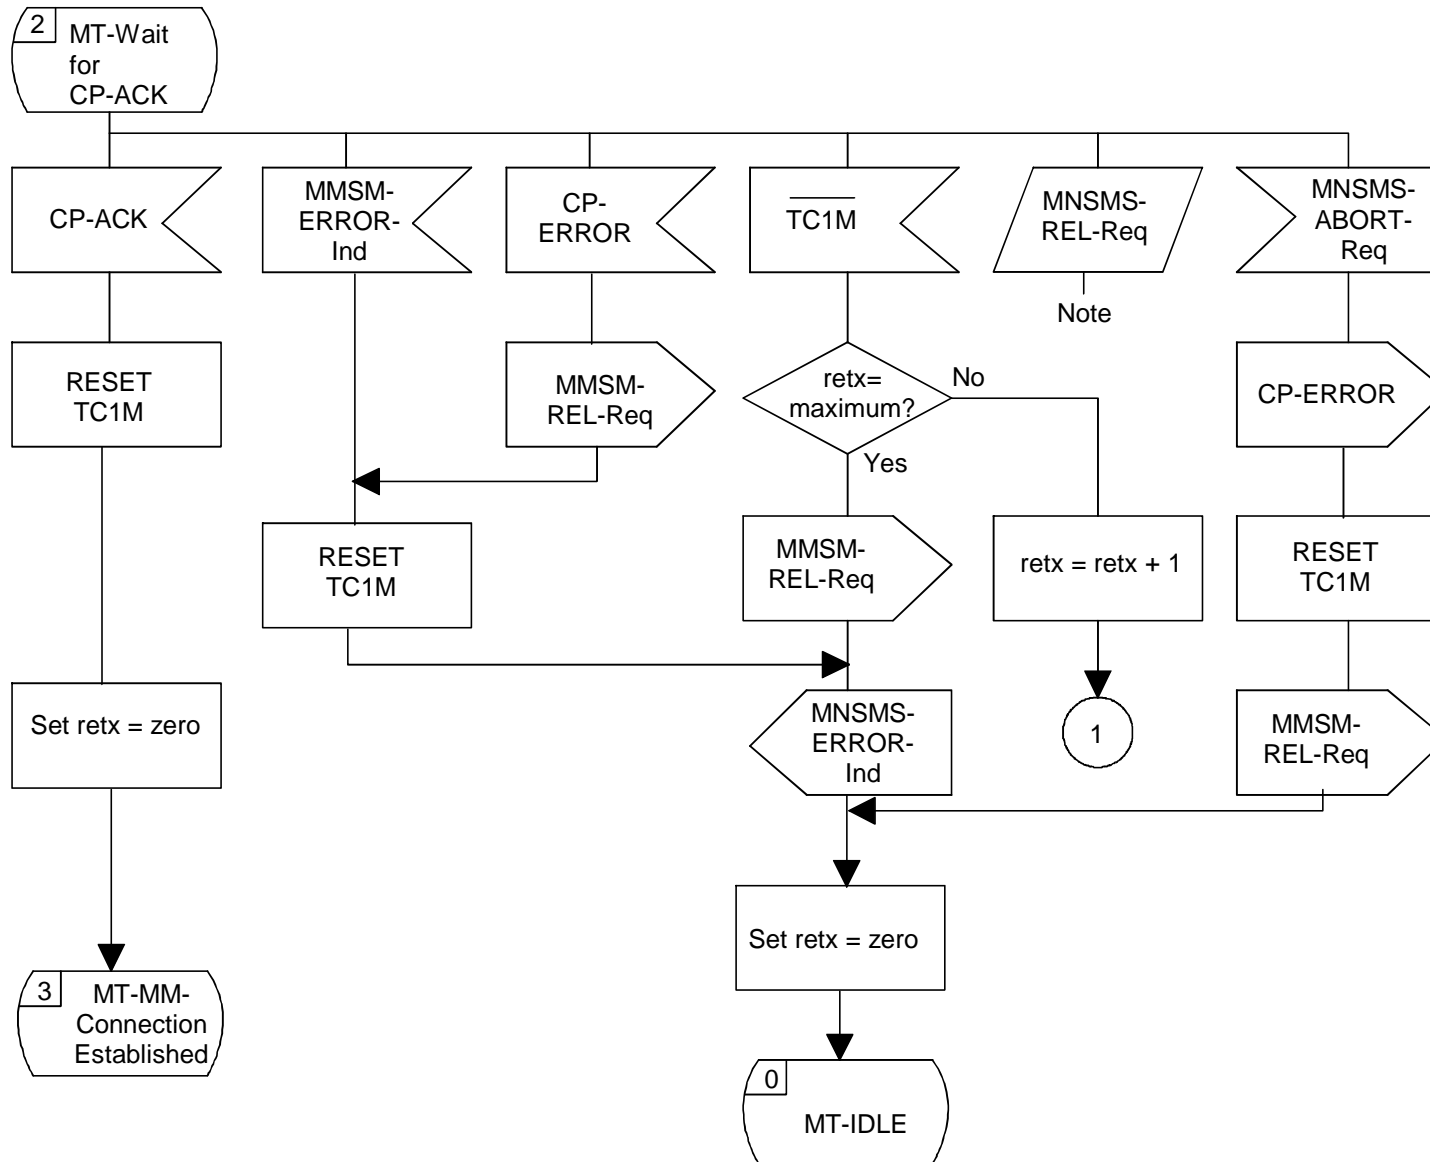 2
MT-Wait
for
CP-ACK
CP-ACK
MMSM-
ERROR-
Ind
CP-
ERROR
TC1M
MNSMS-
REL-Req
Note
MNSMS-
ABORT-
Req
RESET
TC1M
MMSM-
REL-Req
retx=
maximum?
No
Yes
CP-ERROR
RESET
TC1M
MMSM-
REL-Req
retx = retx + 1
RESET
TC1M
Set retx = zero
MNSMS-
ERROR-
Ind
1
MMSM-
REL-Req
Set retx = zero
3
MT-MM-
Connection
Established
0
MT-IDLE